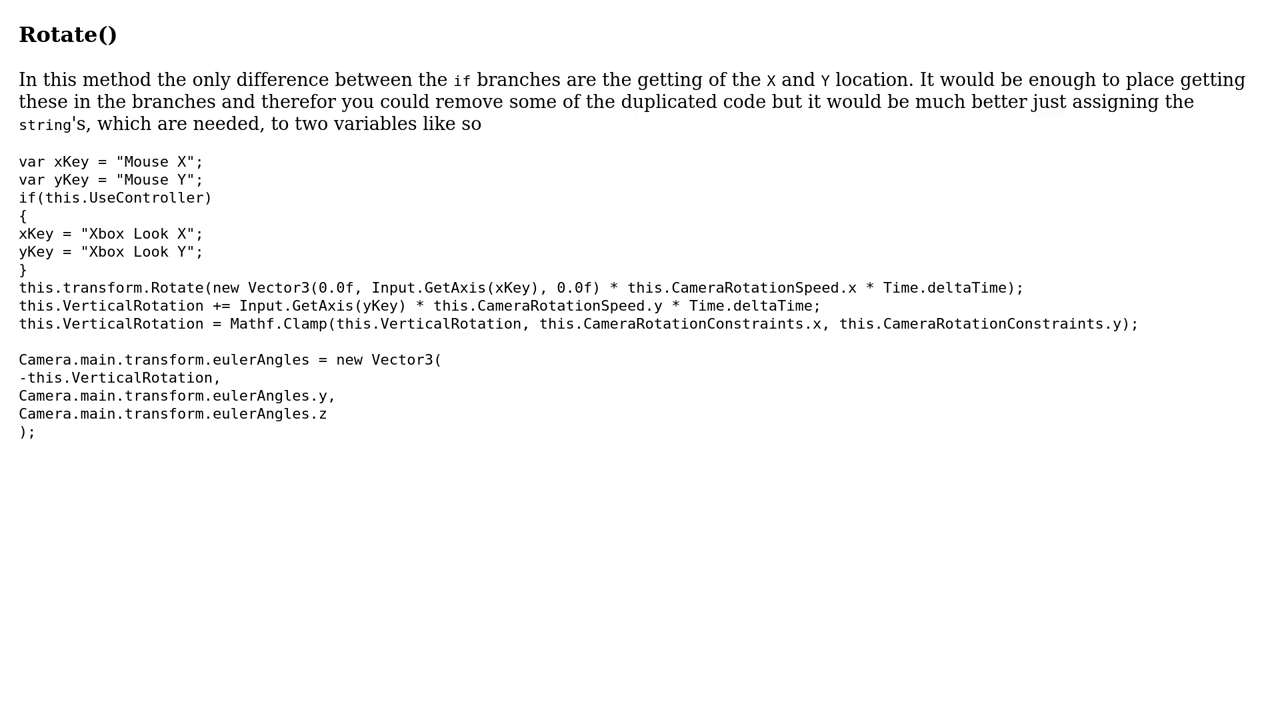 Rotate()
In this method the only difference between the if branches are the getting of the X and Y location. It would be enough to place getting
these in the branches and therefor you could remove some of the duplicated code but it would be much better just assigning the
string's, which are needed, to two variables like so
var xKey = "Mouse X";
var yKey = "Mouse Y";
if(this.UseController)
{
xKey = "Xbox Look X";
yKey = "Xbox Look Y";
}
this.transform.Rotate(new Vector3(0.0f, Input.GetAxis(xKey), 0.0f) * this.CameraRotationSpeed.x * Time.deltaTime);
this.VerticalRotation += Input.GetAxis(yKey) * this.CameraRotationSpeed.y * Time.deltaTime;
this.VerticalRotation = Mathf.Clamp(this.VerticalRotation, this.CameraRotationConstraints.x, this.CameraRotationConstraints.y);
Camera.main.transform.eulerAngles = new Vector3(
-this.VerticalRotation,
Camera.main.transform.eulerAngles.y,
Camera.main.transform.eulerAngles.z
);